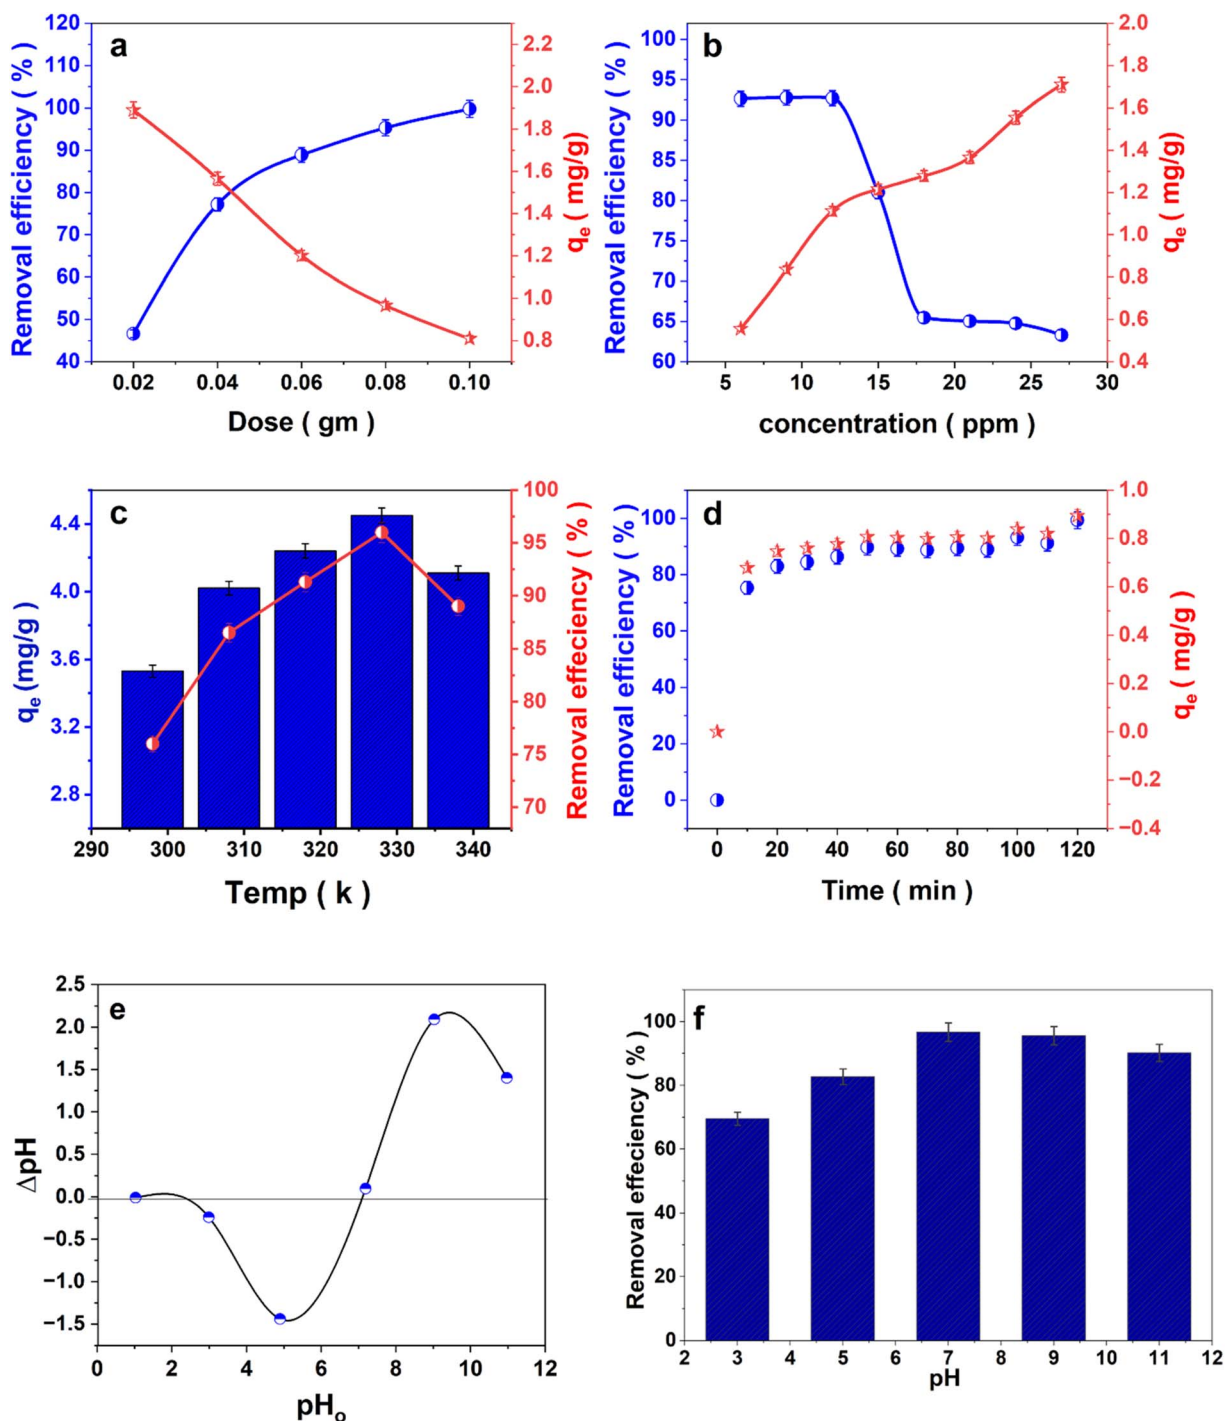 a
Removal efficiency ( % )
120
110
100
90
80
70
60
50
40
2.2
2.0
1.8
1.6
1.4
1.2
1.0
0.8
qe ( mg/g)
0.02 0.04 0.06 0.08 0.10
Dose ( gm )
b
Removal efficiency ( % )
100
95
90
85
80
75
70
65
60
2.0
1.8
1.6
1.4
1.2
1.0
0.8
0.6
0.4
qe ( mg/g)
5 10 15 20 25 30
concentration ( ppm )
c
qe (mg/g)
4.4
4.0
3.6
3.2
2.8
100
95
90
85
80
75
70
Removal effeciency ( % )
290 300 310 320 330 340
Temp ( k )
d
Removal efficiency ( % )
100
80
60
40
20
0
1.0
0.8
0.6
0.4
0.2
0.0
−0.2
−0.4
qe ( mg/g)
0 20 40 60 80 100 120
Time ( min )
e
ΔpH
2.5
2.0
1.5
1.0
0.5
0.0
−0.5
−1.0
−1.5
0 2 4 6 8 10 12
pHo
f
Removal effeciency ( % )
100
80
60
40
20
0
2 3 4 5 6 7 8 9 10 11 12
pH